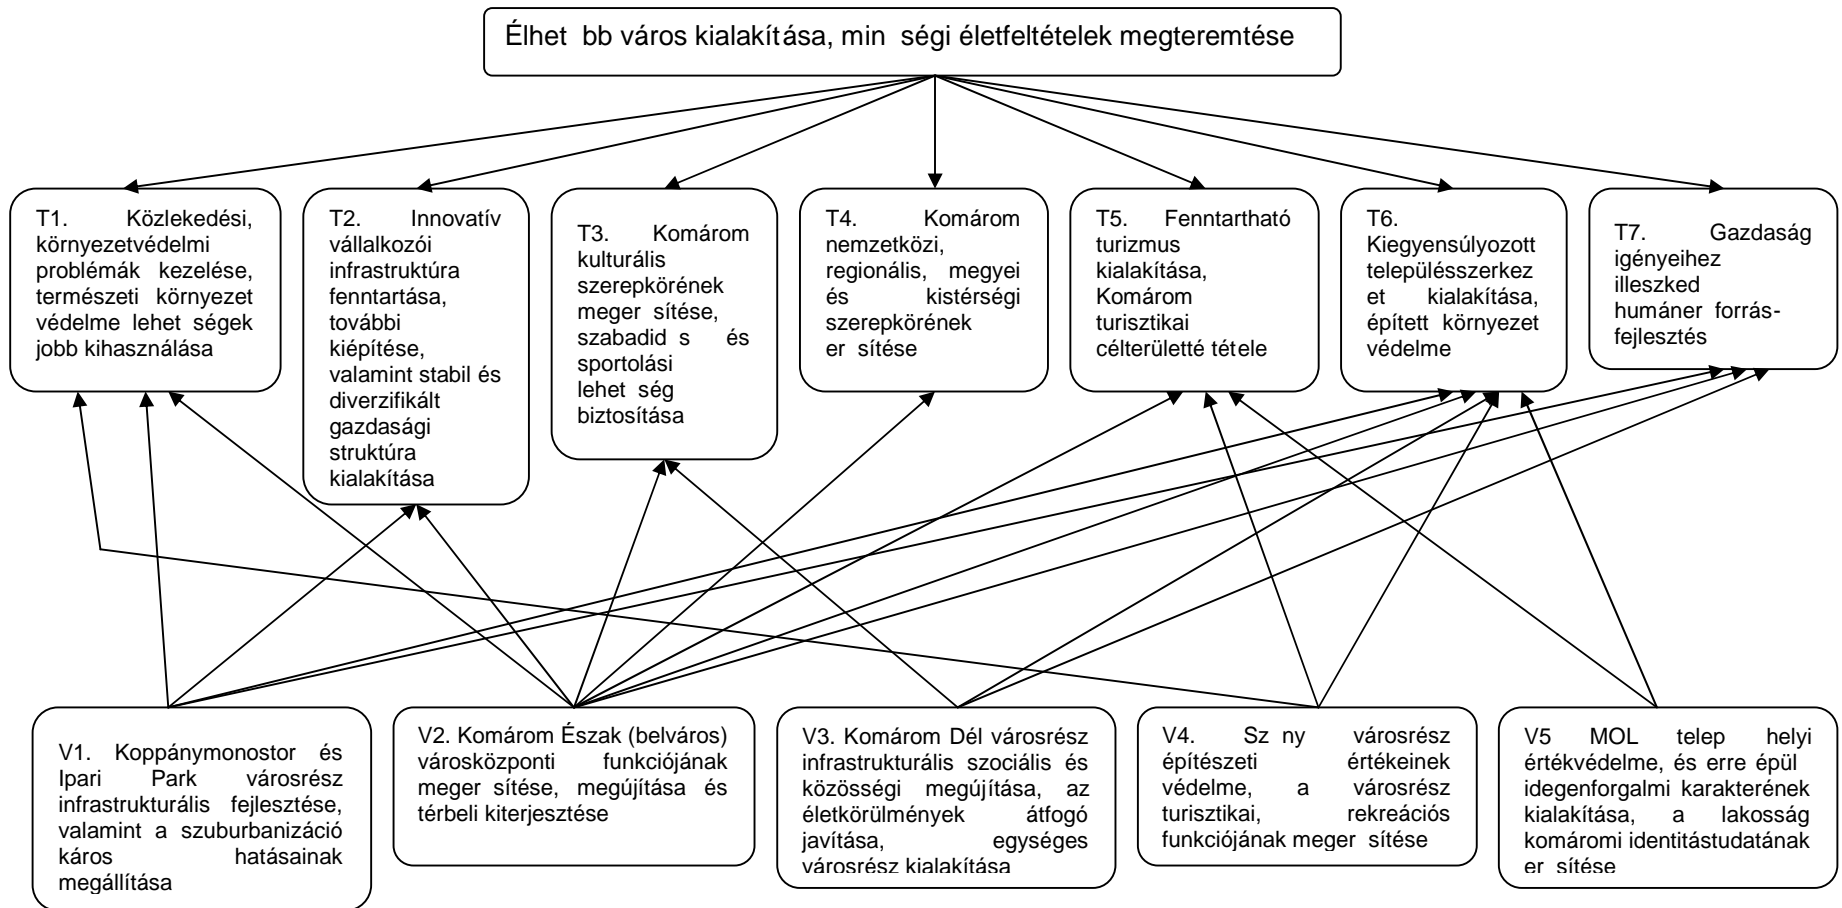 Élhet bb város kialakítása, min ségi életfeltételek megteremtése
T1. Közlekedési,
környezetvédelmi
problémák kezelése,
természeti környezet
védelme lehet ségek
jobb kihasználása
T2. Innovatív
vállalkozói
infrastruktúra
fenntartása,
további
kiépítése,
valamint stabil és
diverzifikált
gazdasági
struktúra
kialakítása
T3. Komárom
kulturális
szerepkörének
meger sítése,
szabadid s és
sportolási
lehet ség
biztosítása
T4. Komárom
nemzetközi,
regionális, megyei
és kistérségi
szerepkörének
er sítése
T5. Fenntartható
turizmus
kialakítása,
Komárom
turisztikai
célterületté tétele
T6.
Kiegyensúlyozott
településszerkez
et kialakítása,
épített környezet
védelme
T7. Gazdaság
igényeihez
illeszked
humáner forrás-
fejlesztés
V1. Koppánymonostor és
Ipari Park városrész
infrastrukturális fejlesztése,
valamint a szuburbanizáció
káros hatásainak
megállítása
V2. Komárom Észak (belváros)
városközponti funkciójának
meger sítése, megújítása és
térbeli kiterjesztése
V3. Komárom Dél városrész
infrastrukturális szociális és
közösségi megújítása, az
életkörülmények átfogó
javítása, egységes
városrész kialakítása
V4. Sz ny városrész
építészeti értékeinek
védelme, a városrész
turisztikai, rekreációs
funkciójának meger sítése
V5 MOL telep helyi
értékvédelme, és erre épül
idegenforgalmi karakterének
kialakítása, a lakosság
komáromi identitástudatának
er sítése